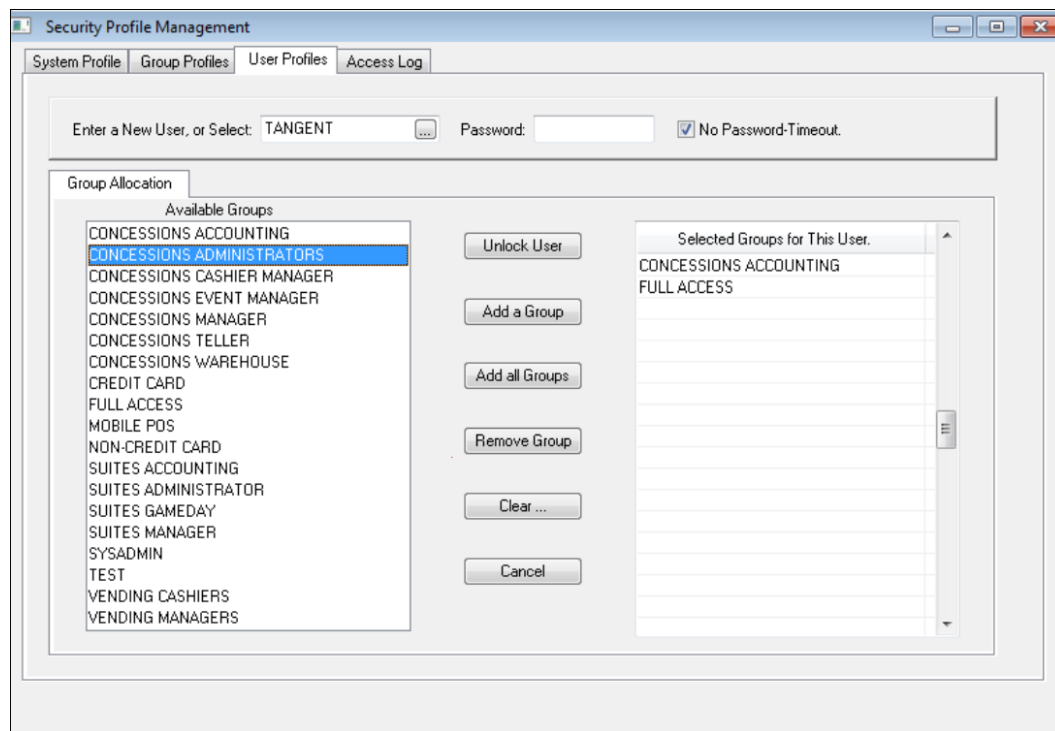 Security Profile Management
System Profile Group Profiles User Profiles Access Log
Enter a New User, or Select: TANGENT ... Password: No Password-Timeout.
Group Allocation
Available Groups
CONCESSIONS ACCOUNTING
CONCESSIONS ADMINISTRATORS
CONCESSIONS CASHIER MANAGER
CONCESSIONS EVENT MANAGER
CONCESSIONS MANAGER
CONCESSIONS TELLER
CONCESSIONS WAREHOUSE
CREDIT CARD
FULL ACCESS
MOBILE POS
NON-CREDIT CARD
SUITES ACCOUNTING
SUITES ADMINISTRATOR
SUITES GAMEDAY
SUITES MANAGER
SYSADMIN
TEST
VENDING CASHIERS
VENDING MANAGERS
Unlock User
Add a Group
Add all Groups
Remove Group
Clear ...
Cancel
Selected Groups for This User.
CONCESSIONS ACCOUNTING
FULL ACCESS